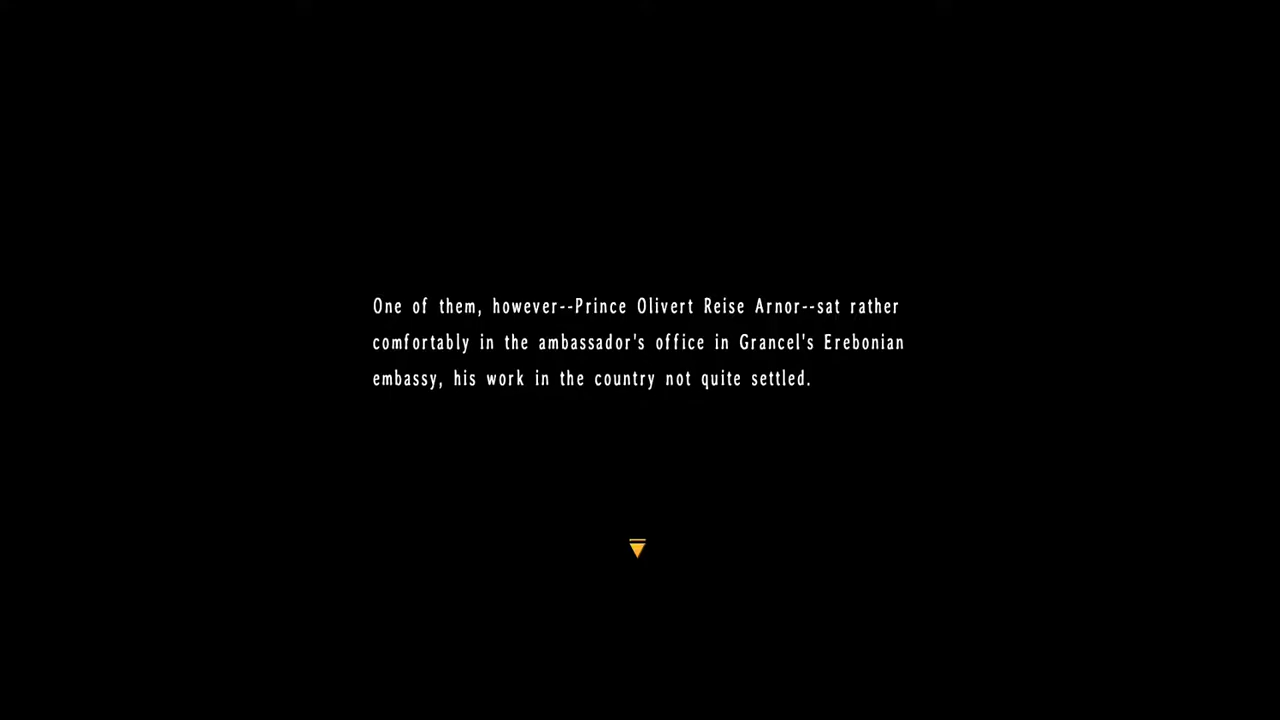 One of them, however--Prince Olivert Reise Arnor--sat rather
comfortably in the ambassador's office in Grancel's Erebonian
embassy, his work in the country not quite settled.